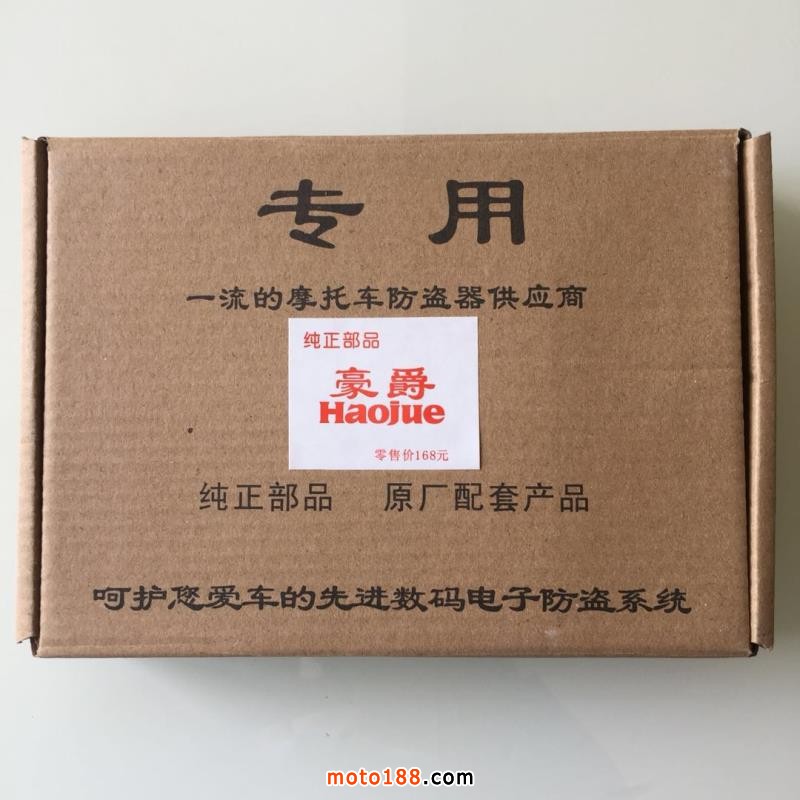 专用
一流的摩托车防盗器供应商
纯正部品
豪爵
Haojue
零售价168元
纯正部品 原厂配套产品
呵护您爱车的先进数码电子防盗系统
moto188.com